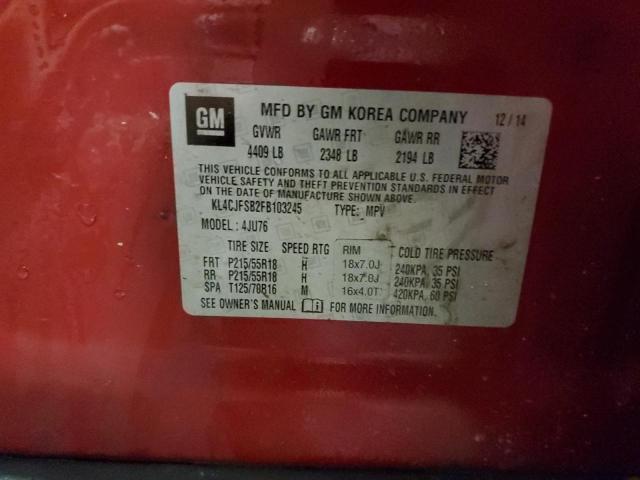 GM MFD BY GM KOREA COMPANY 12 / 14
GVWR GAWR FRT GAWR RR
4409 LB 2348 LB 2194 LB
THIS VEHICLE CONFORMS TO ALL APPLICABLE U.S. FEDERAL MOTOR
VEHICLE SAFETY AND THEFT PREVENTION STANDARDS IN EFFECT
ON THE DATE OF MANUFACTURE SHOWN ABOVE.
KL4CJFSB2FB103245 TYPE: MPV
MODEL: 4JU76
TIRE SIZE SPEED RTG RIM COLD TIRE PRESSURE
FRT P215/55R18 H 18x7.0J 240KPA, 35 PSI
RR P215/55R18 H 18x7.0J 240KPA, 35 PSI
SPA T125/70R16 M 16x4.0T 420KPA, 60 PSI
SEE OWNER'S MANUAL FOR MORE INFORMATION.